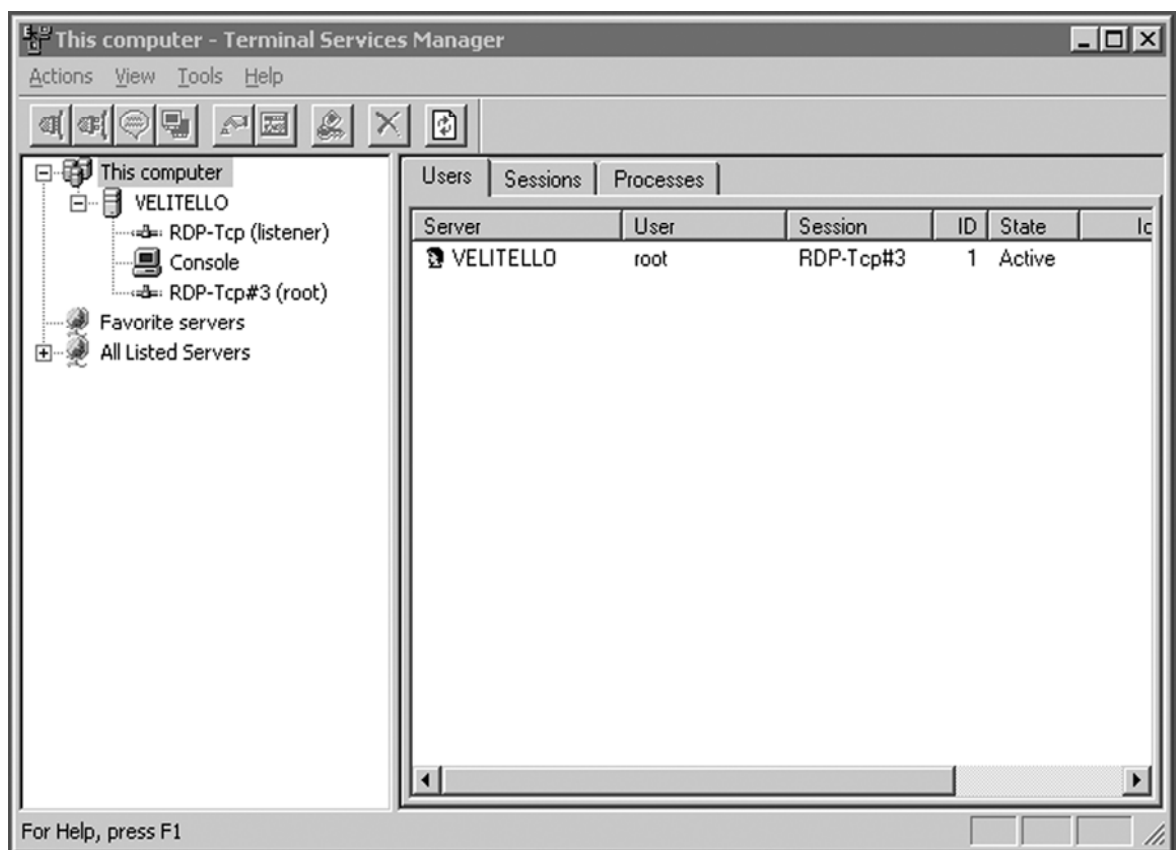 This computer - Terminal Services Manager
Actions View Tools Help
This computer
VELITELLO
RDP-Tcp (listener)
Console
RDP-Tcp#3 (root)
Favorite servers
All Listed Servers
Users Sessions Processes
Server User Session ID State
VELITELLO root RDP-Tcp#3 1 Active
For Help, press F1